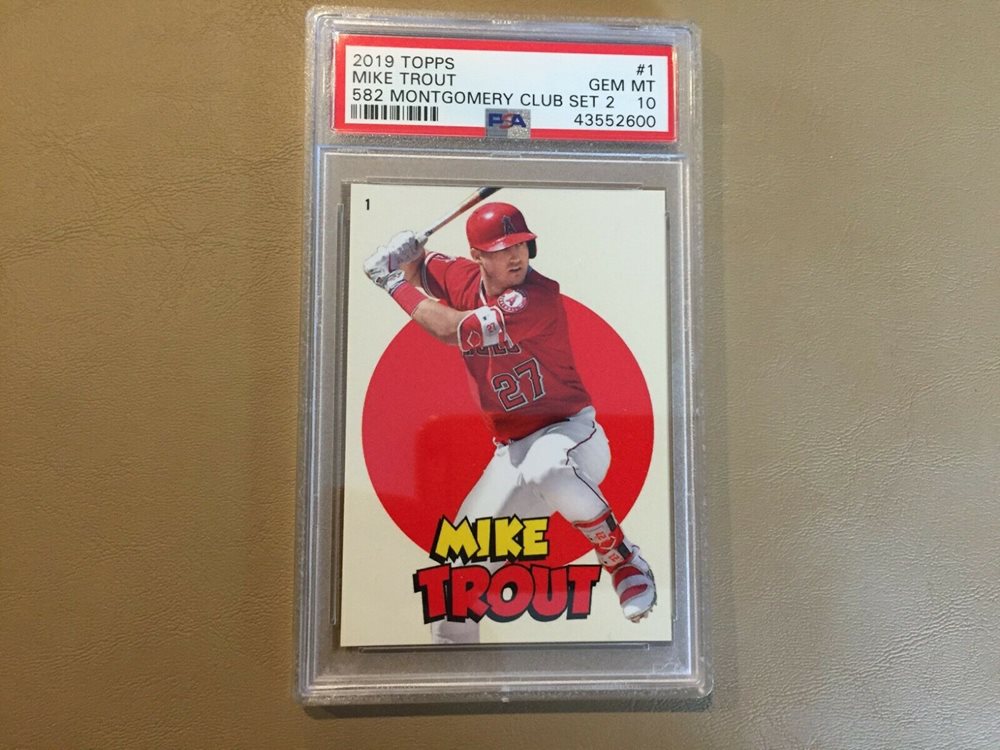 2019 TOPPS #1
MIKE TROUT GEM MT
582 MONTGOMERY CLUB SET 2 10
PSA 43552600
1
A
A
27
MIKE
TROUT